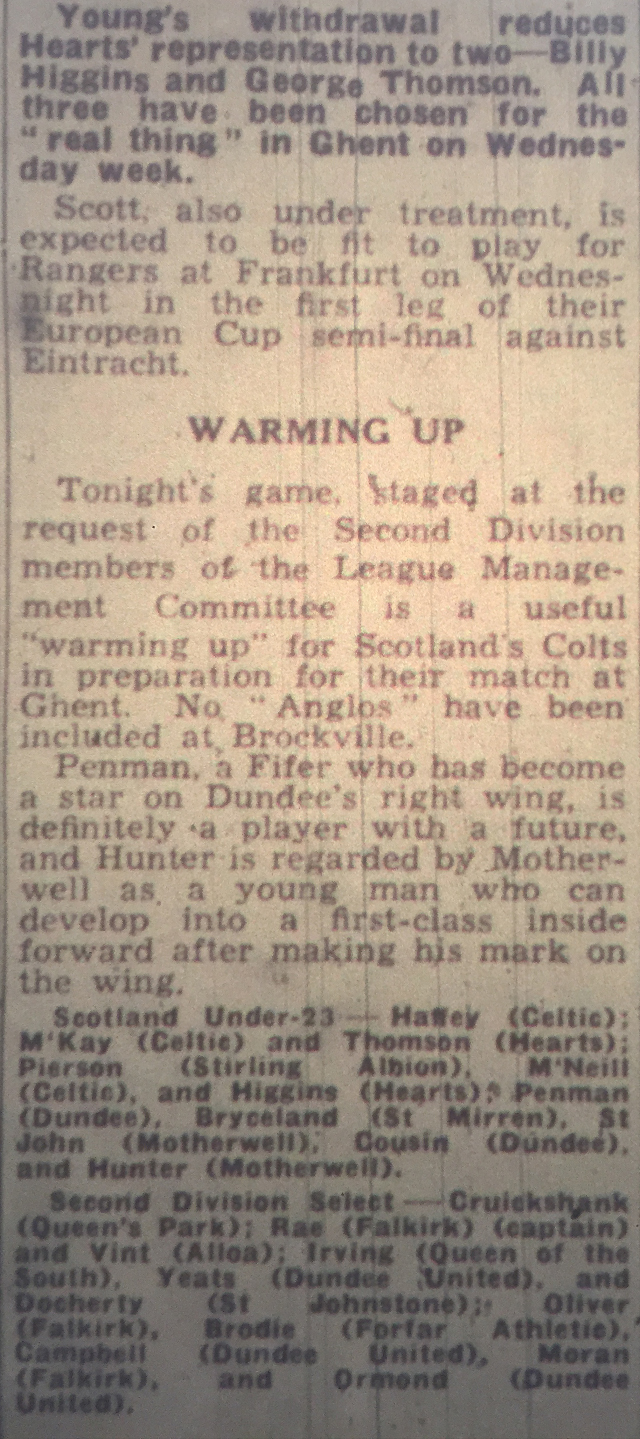 Young's withdrawal reduces
Hearts' representation to two—Billy
Higgins and George Thomson. All
three have been chosen for the
"real thing" in Ghent on Wednes-
day week.
Scott, also under treatment, is
expected to be fit to play for
Rangers at Frankfurt on Wednes-
night in the first leg of their
European Cup semi-final against
Eintracht.
WARMING UP
Tonight's game, staged at the
request of the Second Division
members of the League Manage-
ment Committee is a useful
"warming up" for Scotland's Colts
in preparation for their match at
Ghent. No "Anglos" have been
included at Brockville.
Penman, a Fifer who has become
a star on Dundee's right wing, is
definitely a player with a future,
and Hunter is regarded by Mother-
well as a young man who can
develop into a first-class inside
forward after making his mark on
the wing.
Scotland Under-23 — Haffey (Celtic);
M'Kay (Celtic) and Thomson (Hearts);
Pierson (Stirling Albion), M'Neill
(Celtic), and Higgins (Hearts); Penman
(Dundee), Bryceland (St Mirren), St
John (Motherwell), Cousin (Dundee),
and Hunter (Motherwell).
Second Division Select — Cruickshank
(Queen's Park); Rae (Falkirk) (captain)
and Vint (Alloa); Irving (Queen of the
South), Yeats (Dundee United), and
Docherty (St Johnstone); Oliver
(Falkirk), Brodie (Forfar Athletic),
Campbell (Dundee United), Moran
(Falkirk), and Ormond (Dundee
United).